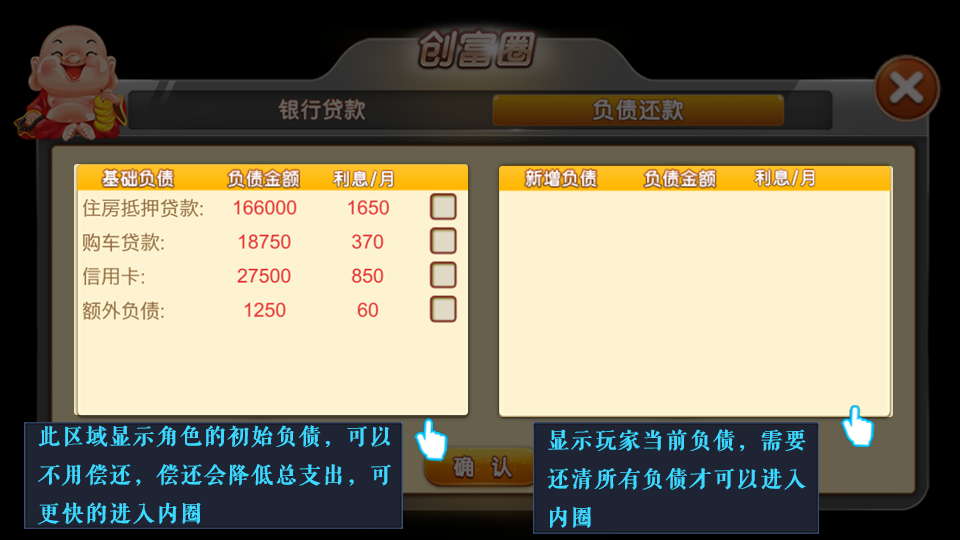 创富圈
银行贷款 负债还款
基础负债 负债金额 利息/月
住房抵押贷款: 166000 1650
购车贷款: 18750 370
信用卡: 27500 850
额外负债: 1250 60
新增负债 负债金额 利息/月
此区域显示角色的初始负债，可以
不用偿还，偿还会降低总支出，可
更快的进入内圈
确 认
显示玩家当前负债，需要
还清所有负债才可以进入
内圈